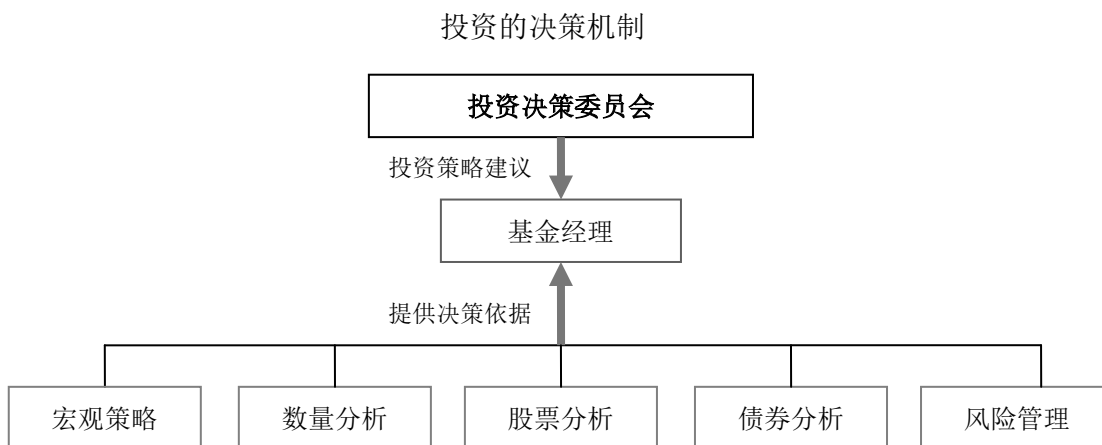 投资的决策机制
投资决策委员会
投资策略建议
基金经理
提供决策依据
宏观策略
数量分析
股票分析
债券分析
风险管理